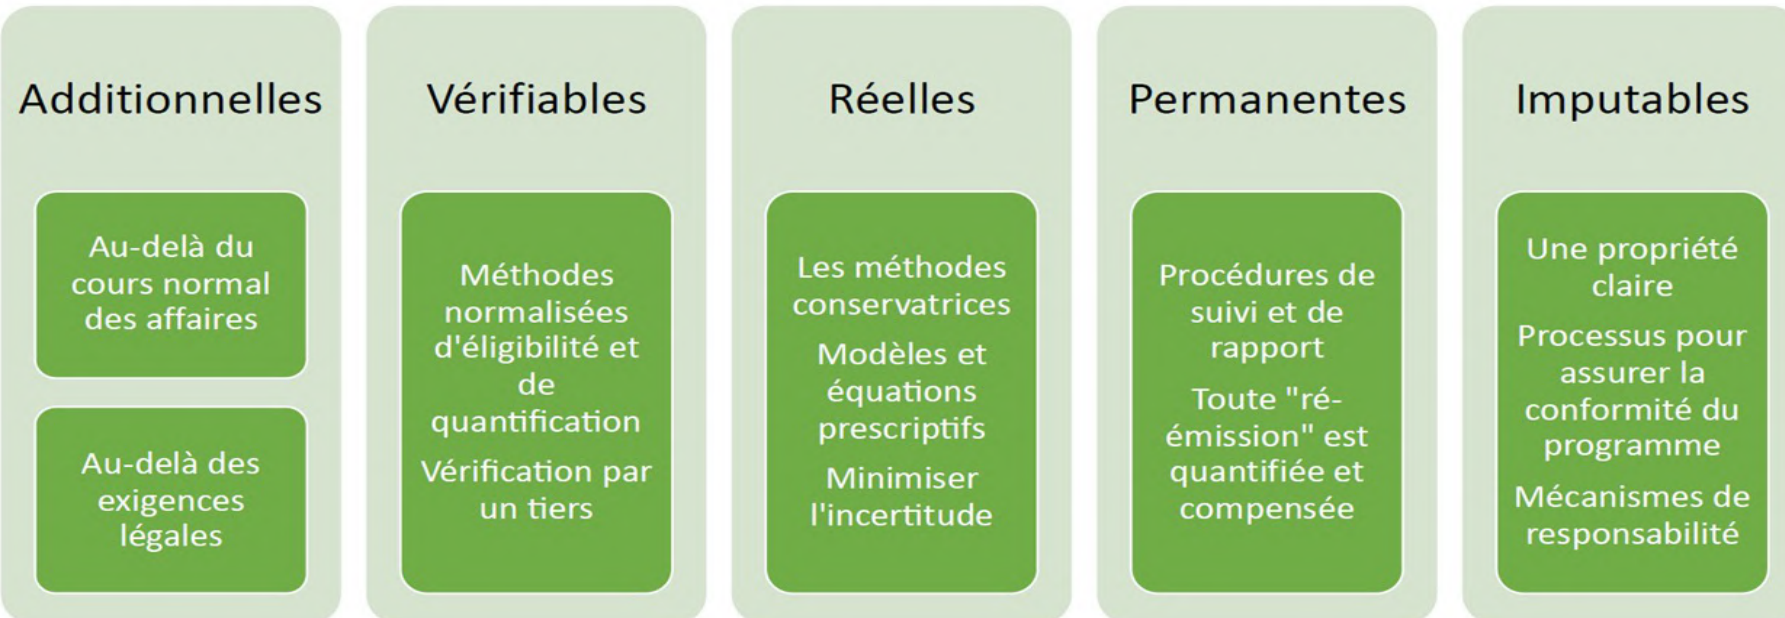 Additionnelles
Au-delà du
cours normal
des affaires
Au-delà des
exigences
légales
Vérifiables
Méthodes
normalisées
d'éligibilité et
de
quantification
Vérification par
un tiers
Réelles
Les méthodes
conservatrices
Modèles et
équations
prescriptifs
Minimiser
l'incertitude
Permanentes
Procédures de
suivi et de
rapport
Toute "ré-
émission" est
quantifiée et
compensée
Imputables
Une propriété
claire
Processus pour
assurer la
conformité du
programme
Mécanismes de
responsabilité